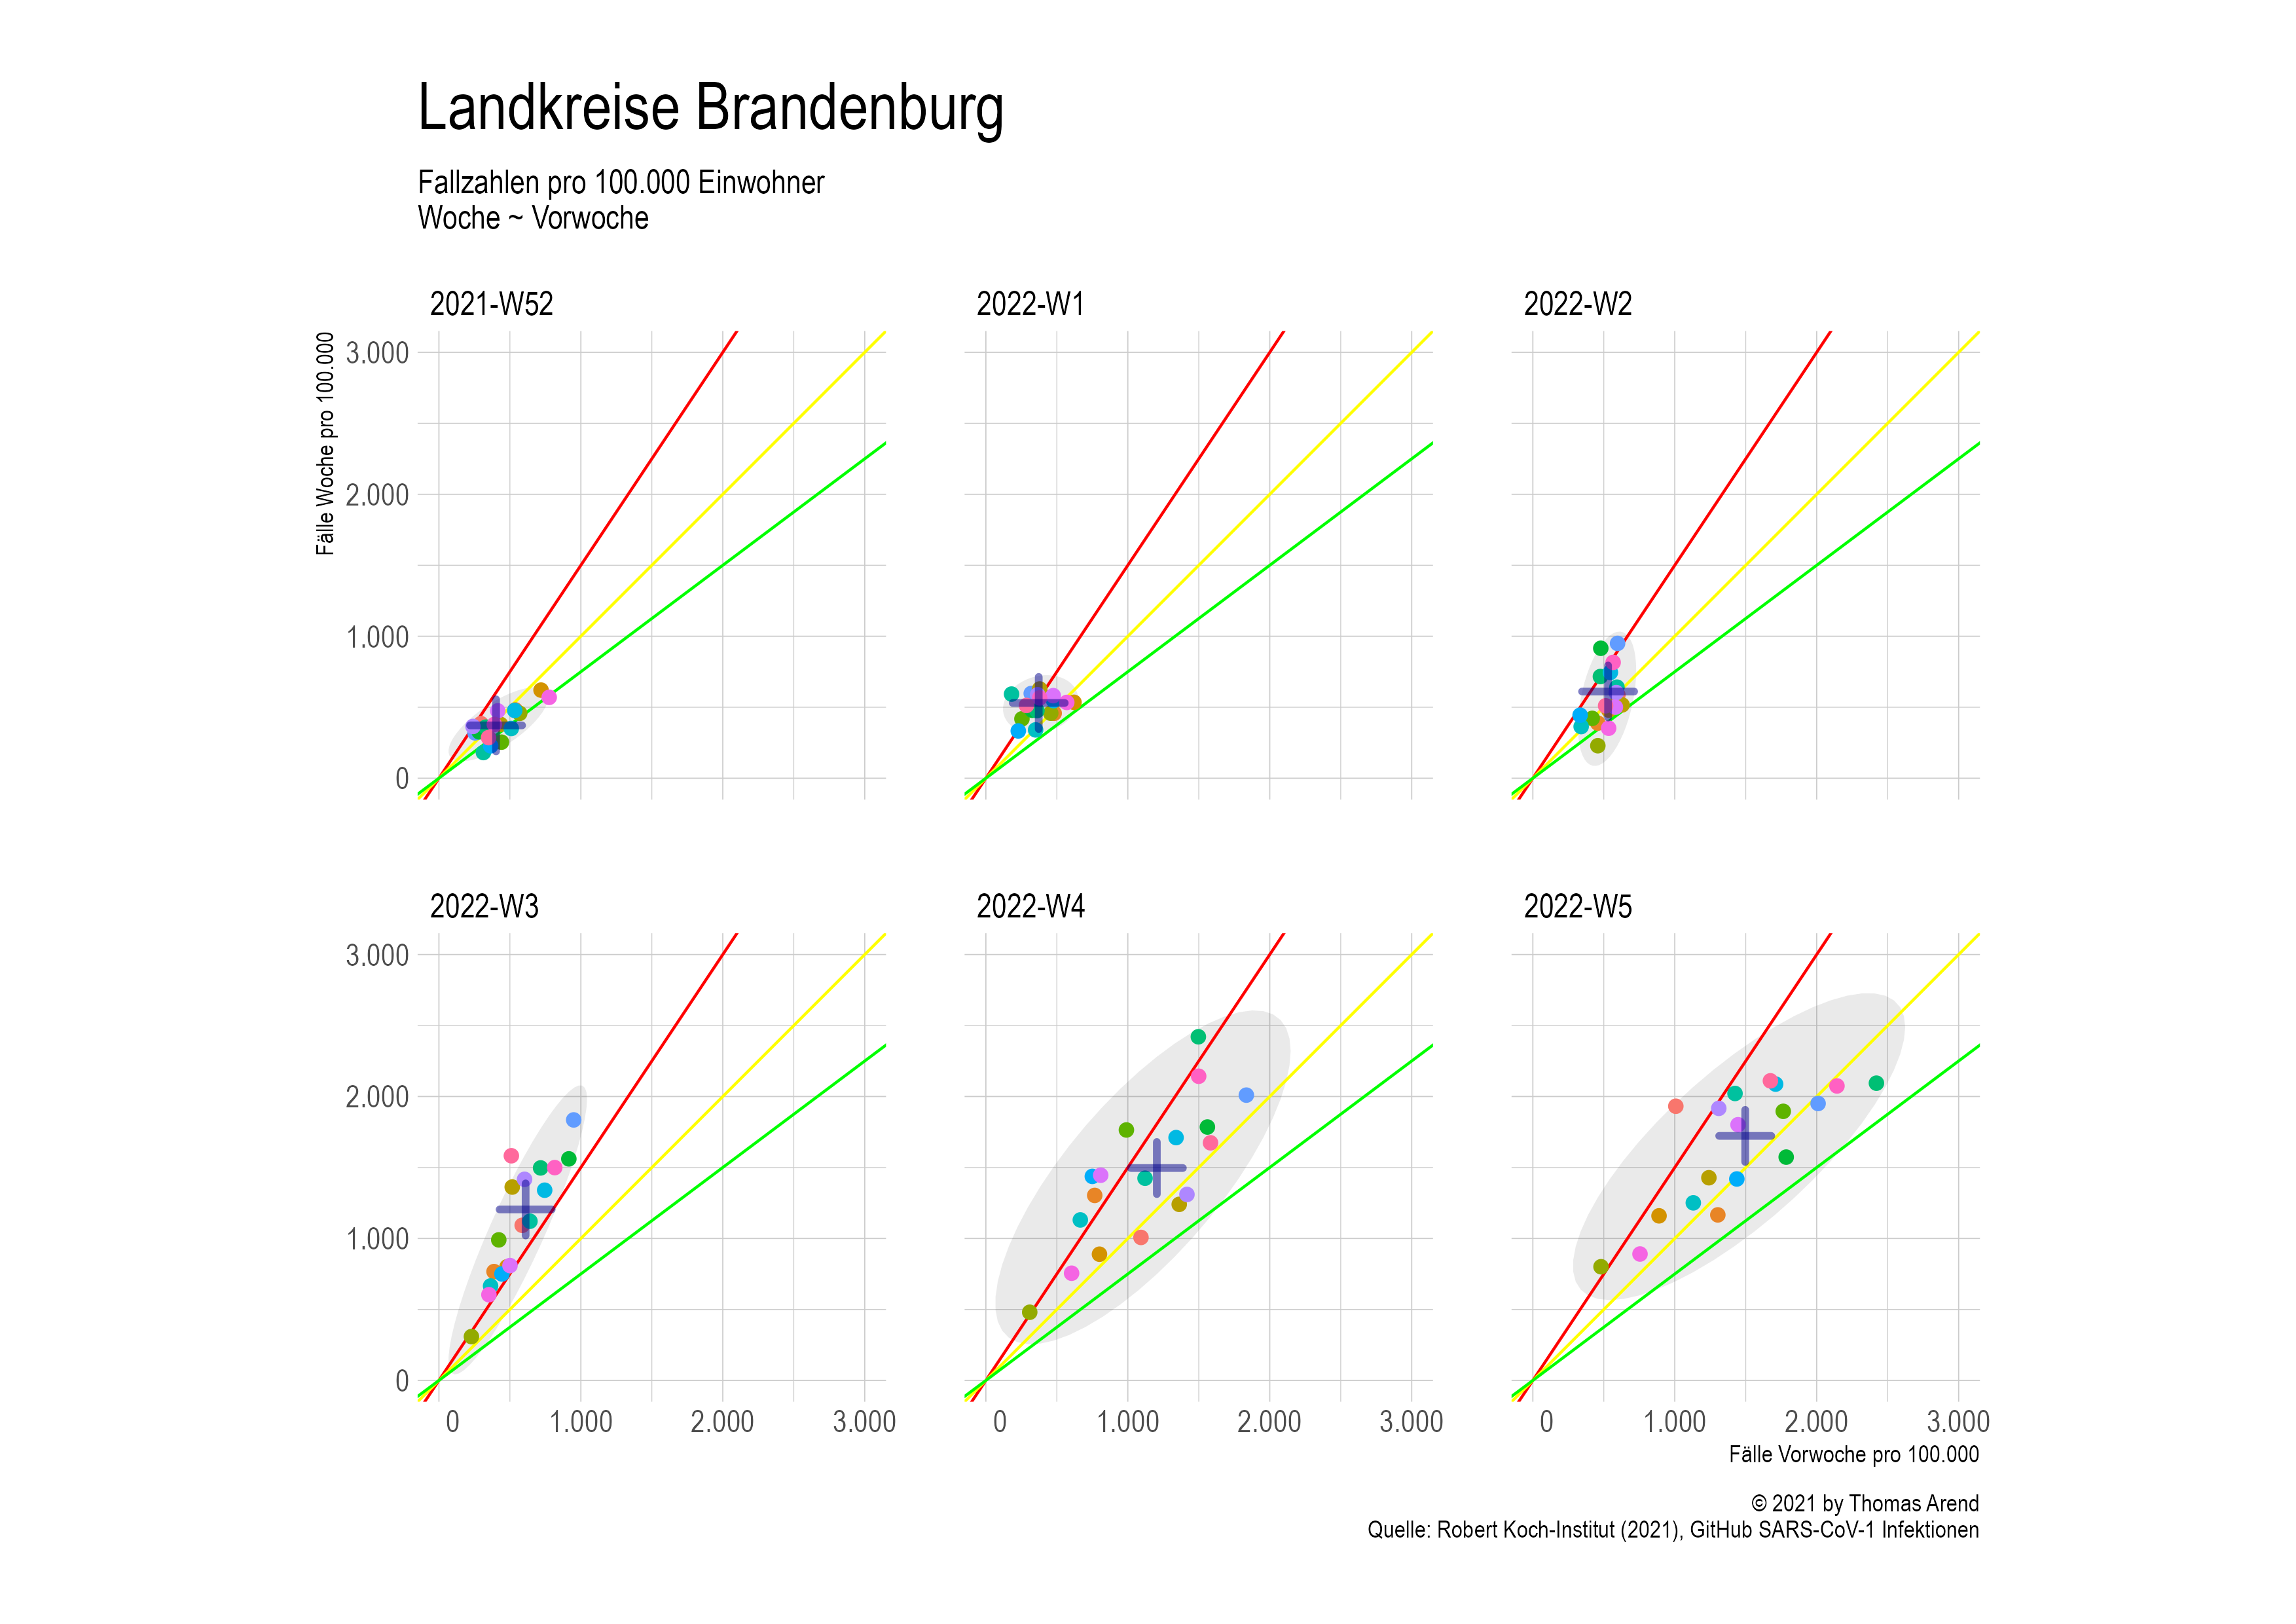 Landkreise Brandenburg
Fallzahlen pro 100.000 Einwohner
Woche ~ Vorwoche
2021-W52
2022-W1
2022-W2
Fälle Woche pro 100.000
3.000
2.000
1.000
0
2022-W3
2022-W4
2022-W5
3.000
2.000
1.000
0
0 1.000 2.000 3.000
0 1.000 2.000 3.000
0 1.000 2.000 3.000
Fälle Vorwoche pro 100.000
© 2021 by Thomas Arend
Quelle: Robert Koch-Institut (2021), GitHub SARS-CoV-1 Infektionen